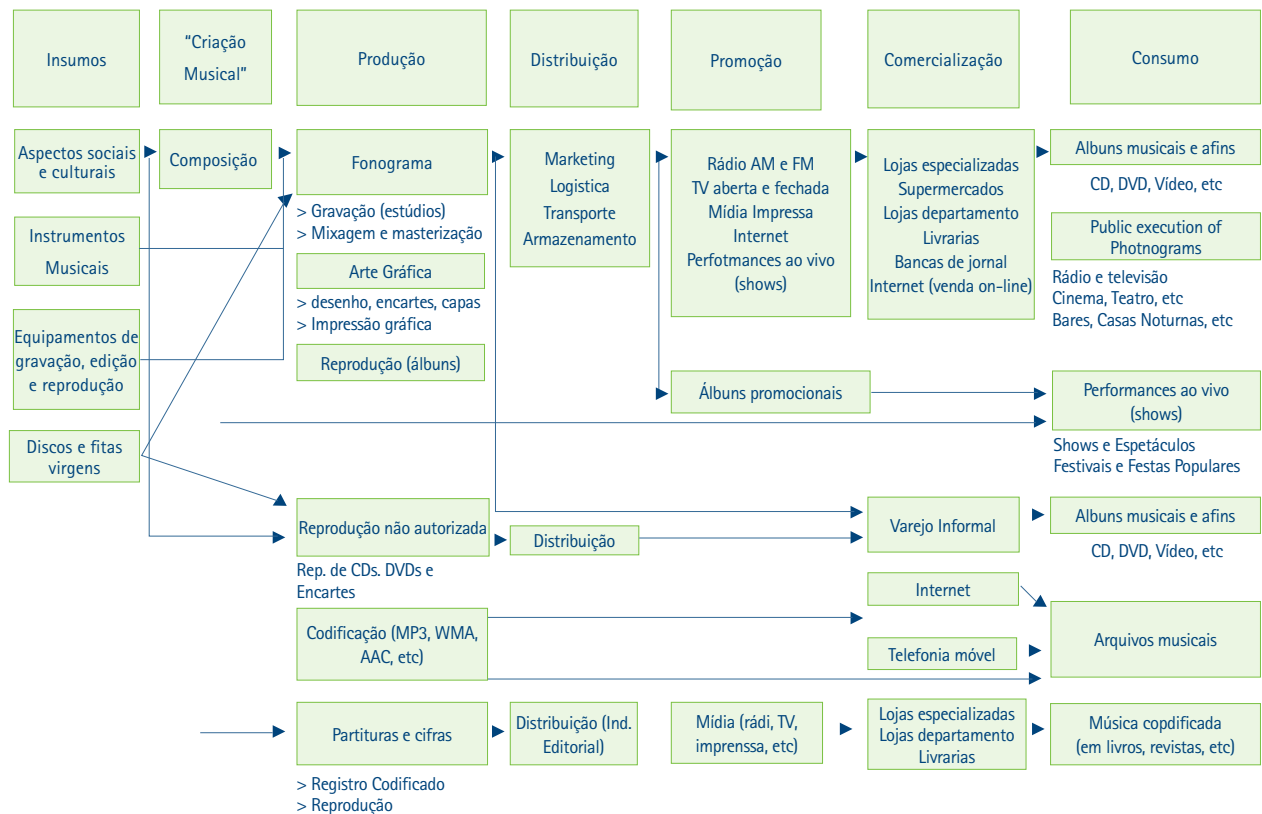 Insumos
“Criação
Musical”
Produção
Distribuição
Promoção
Comercialização
Consumo
Aspectos sociais
e culturais
Instrumentos
Musicais
Equipamentos de
gravação, edição
e reprodução
Discos e fitas
virgens
Composição
Fonograma
> Gravação (estúdios)
> Mixagem e masterização
Arte Gráfica
> desenho, encartes, capas
> Impressão gráfica
Reprodução (álbuns)
Marketing
Logistica
Transporte
Armazenamento
Rádio AM e FM
TV aberta e fechada
Mídia Impressa
Internet
Perfotmances ao vivo
(shows)
Álbuns promocionais
Lojas especializadas
Supermercados
Lojas departamento
Livrarias
Bancas de jornal
Internet (venda on-line)
Albuns musicais e afins
CD, DVD, Vídeo, etc
Public execution of
Photnograms
Rádio e televisão
Cinema, Teatro, etc
Bares, Casas Noturnas, etc
Performances ao vivo
(shows)
Shows e Espetáculos
Festivais e Festas Populares
Reprodução não autorizada
Rep. de CDs. DVDs e
Encartes
Distribuição
Varejo Informal
Albuns musicais e afins
CD, DVD, Vídeo, etc
Codificação (MP3, WMA,
AAC, etc)
Internet
Telefonia móvel
Arquivos musicais
Partituras e cifras
> Registro Codificado
> Reprodução
Distribuição (Ind.
Editorial)
Mídia (rádi, TV,
imprenssa, etc)
Lojas especializadas
Lojas departamento
Livrarias
Música copdificada
(em livros, revistas, etc)